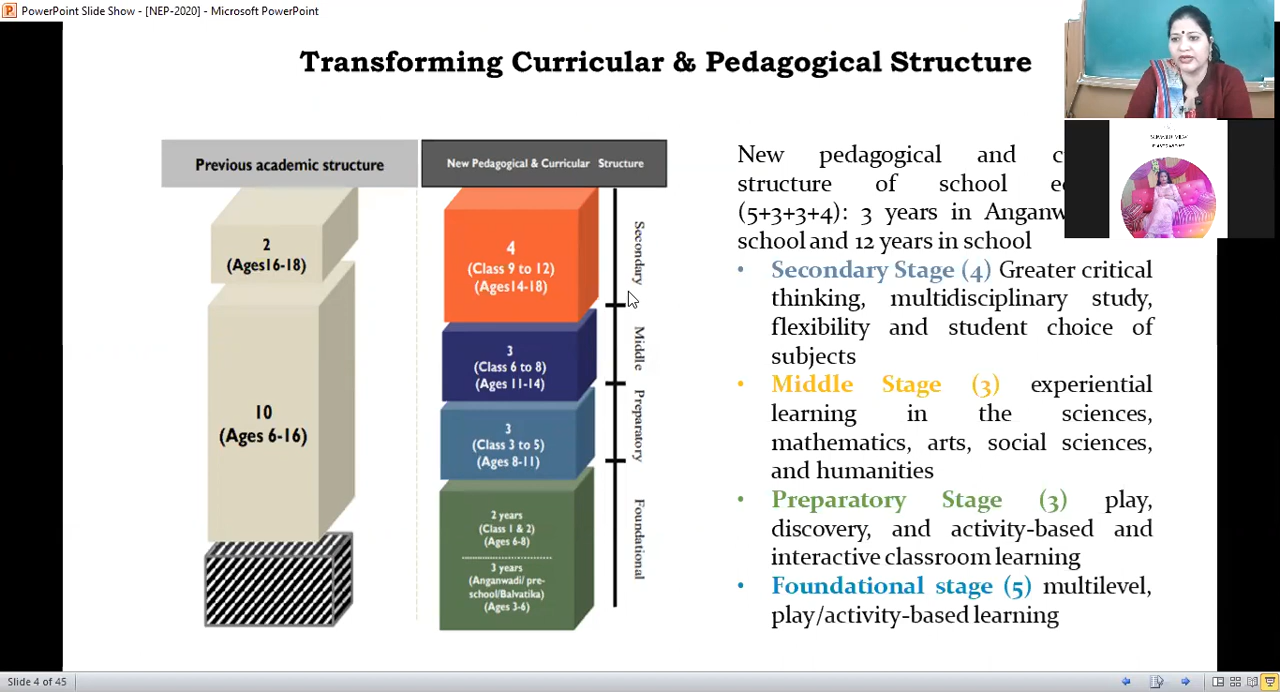 PowerPoint Slide Show - [NEP-2020] - Microsoft PowerPoint
Transforming Curricular & Pedagogical Structure
Previous academic structure
New Pedagogical & Curricular Structure
2
(Ages16-18)
10
(Ages 6-16)
4
(Class 9 to 12)
(Ages14-18)
3
(Class 6 to 8)
(Ages 11-14)
3
(Class 3 to 5)
(Ages 8-11)
2 years
(Class 1 & 2)
(Ages 6-8)
3 years
(Anganwadi/ pre-
school/Balvatika)
(Ages 3-6)
Secondary
Middle
Preparatory
Foundational
New pedagogical and
structure of school
(5+3+3+4): 3 years in
school and 12 years in school
• Secondary Stage (4) Greater critical
thinking, multidisciplinary study,
flexibility and student choice of
subjects
• Middle Stage (3) experiential
learning in the sciences,
mathematics, arts, social sciences,
and humanities
• Preparatory Stage (3) play,
discovery, and activity-based and
interactive classroom learning
• Foundational stage (5) multilevel,
play/activity-based learning
Slide 4 of 45